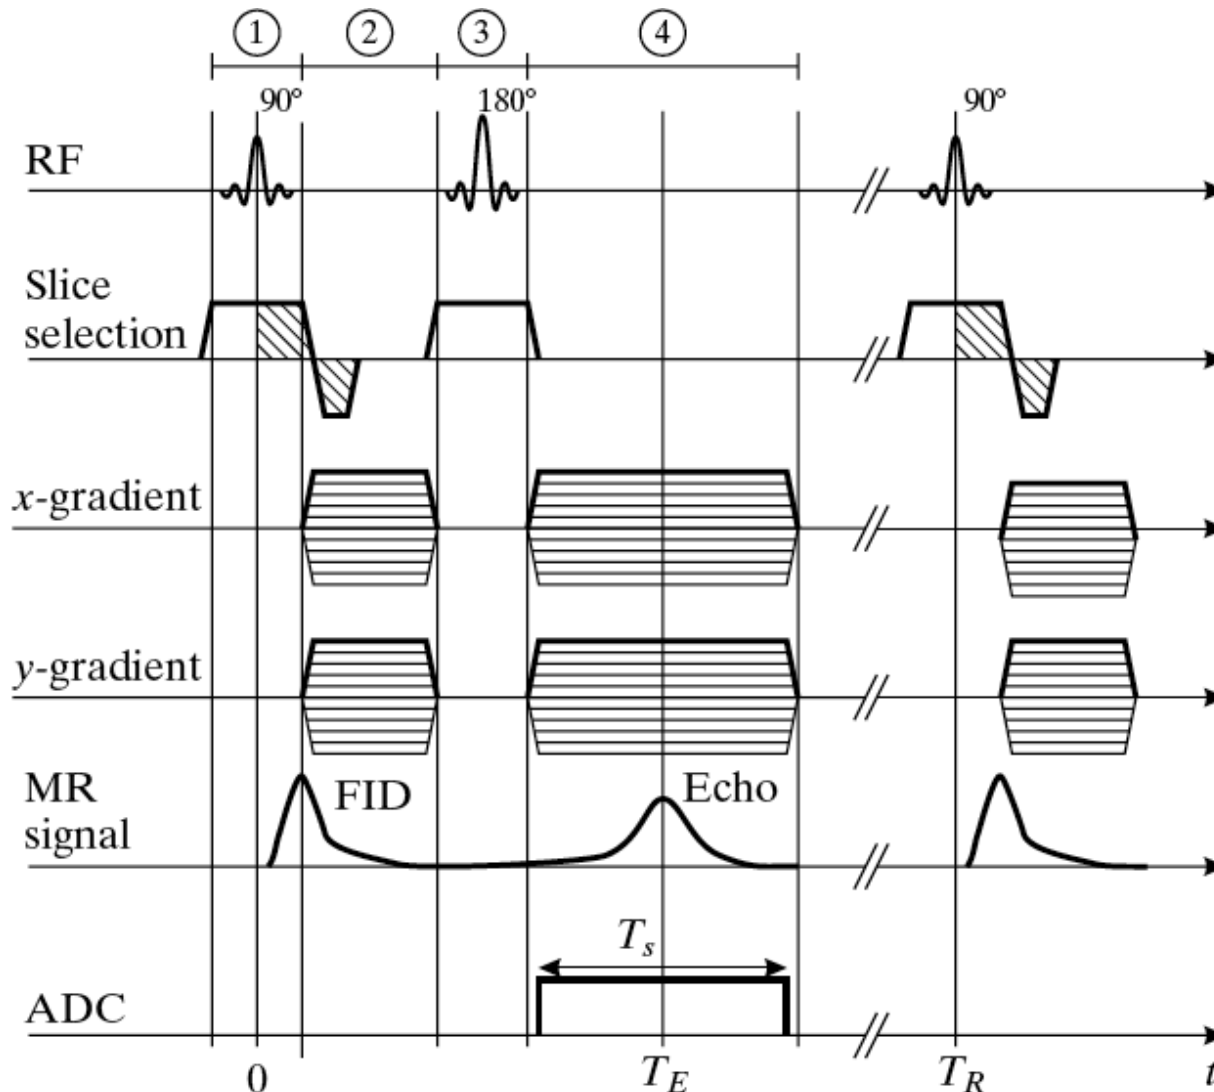 1 2 3 4
90° 180° 90°
RF
Slice
selection
x-gradient
y-gradient
MR
signal
FID
Echo
T_s
ADC
0 T_E T_R t